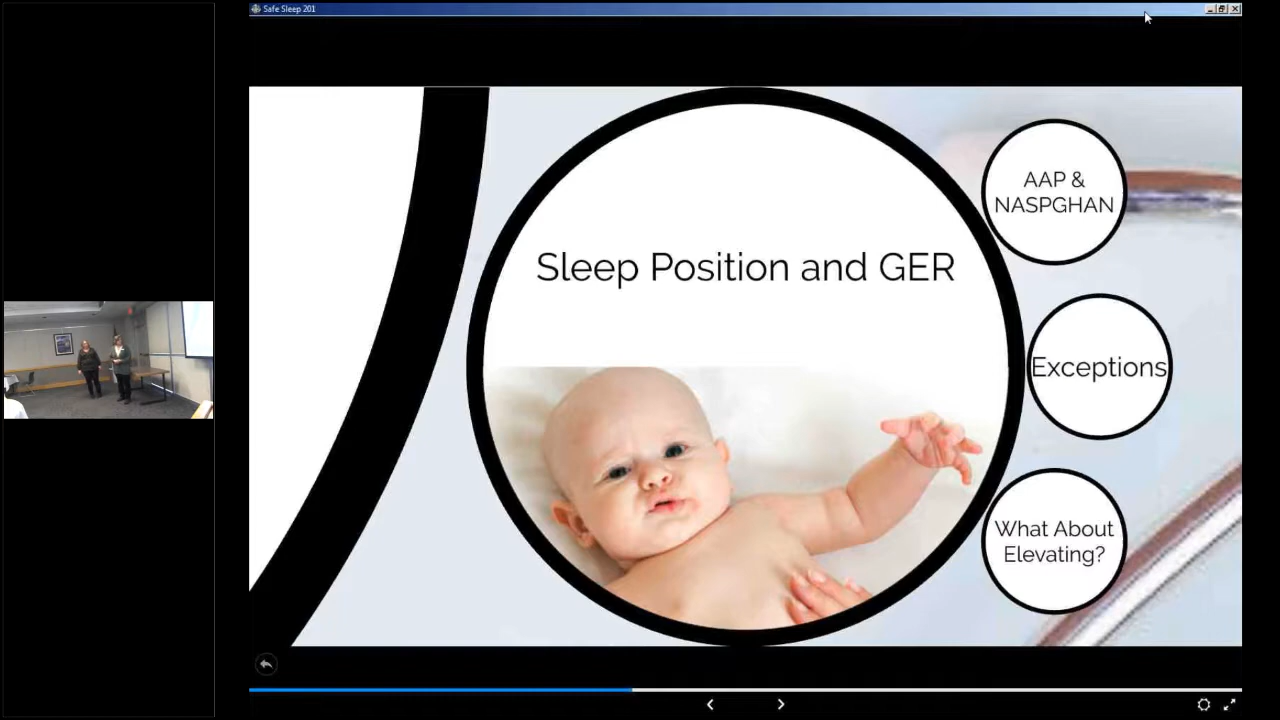 Safe Sleep 201
Sleep Position and GER
AAP &
NASPGHAN
Exceptions
What About
Elevating?